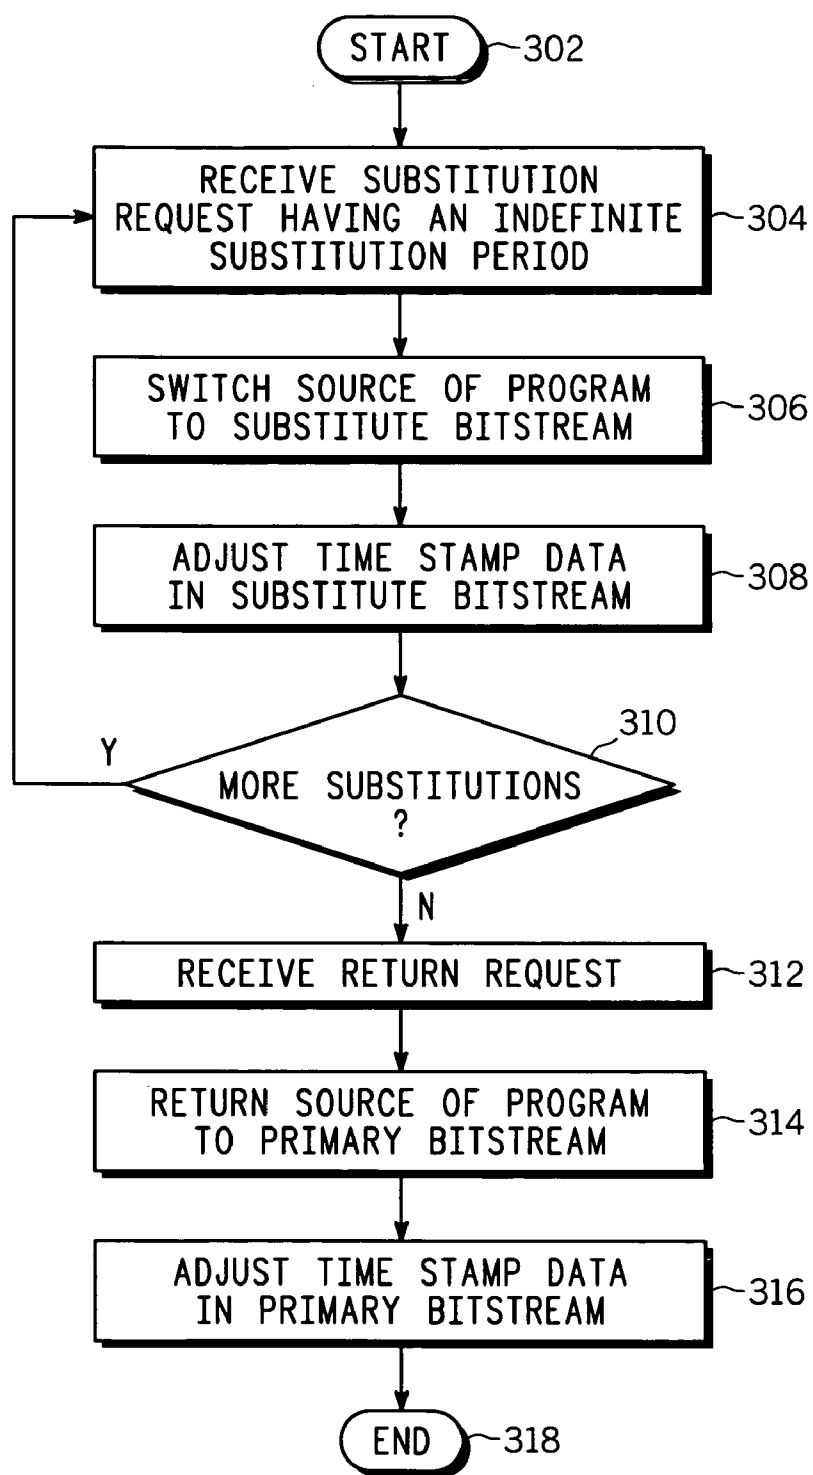 START
302
RECEIVE SUBSTITUTION
REQUEST HAVING AN INDEFINITE
SUBSTITUTION PERIOD
304
SWITCH SOURCE OF PROGRAM
TO SUBSTITUTE BITSTREAM
306
ADJUST TIME STAMP DATA
IN SUBSTITUTE BITSTREAM
308
310
Y
MORE SUBSTITUTIONS
?
N
RECEIVE RETURN REQUEST
312
RETURN SOURCE OF PROGRAM
TO PRIMARY BITSTREAM
314
ADJUST TIME STAMP DATA
IN PRIMARY BITSTREAM
316
END
318